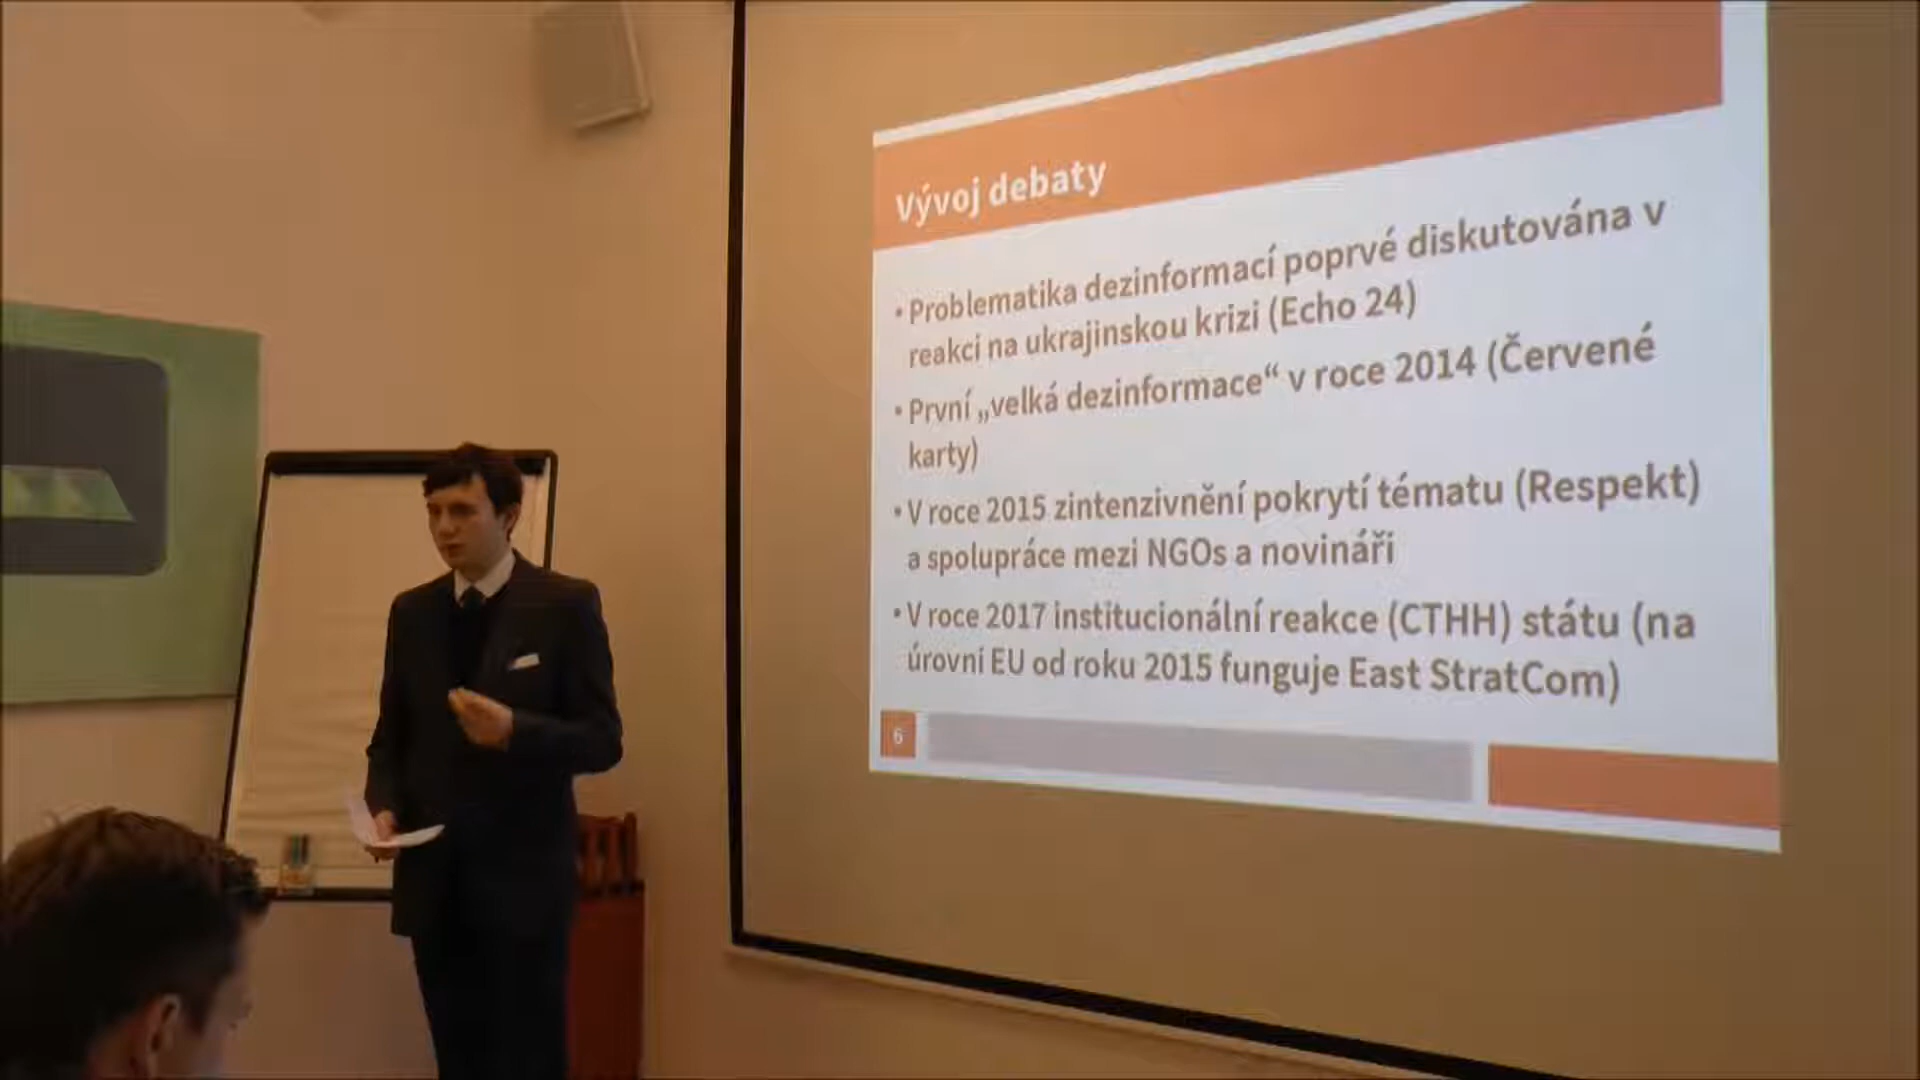 Vývoj debaty
• Problematika dezinformací poprvé diskutována v
reakci na ukrajinskou krizi (Echo 24)
• První „velká dezinformace“ v roce 2014 (Červené
karty)
• V roce 2015 zintenzivnění pokrytí tématu (Respekt)
a spolupráce mezi NGOs a novináři
• V roce 2017 institucionální reakce (CTHH) státu (na
úrovní EU od roku 2015 funguje East StratCom)
6